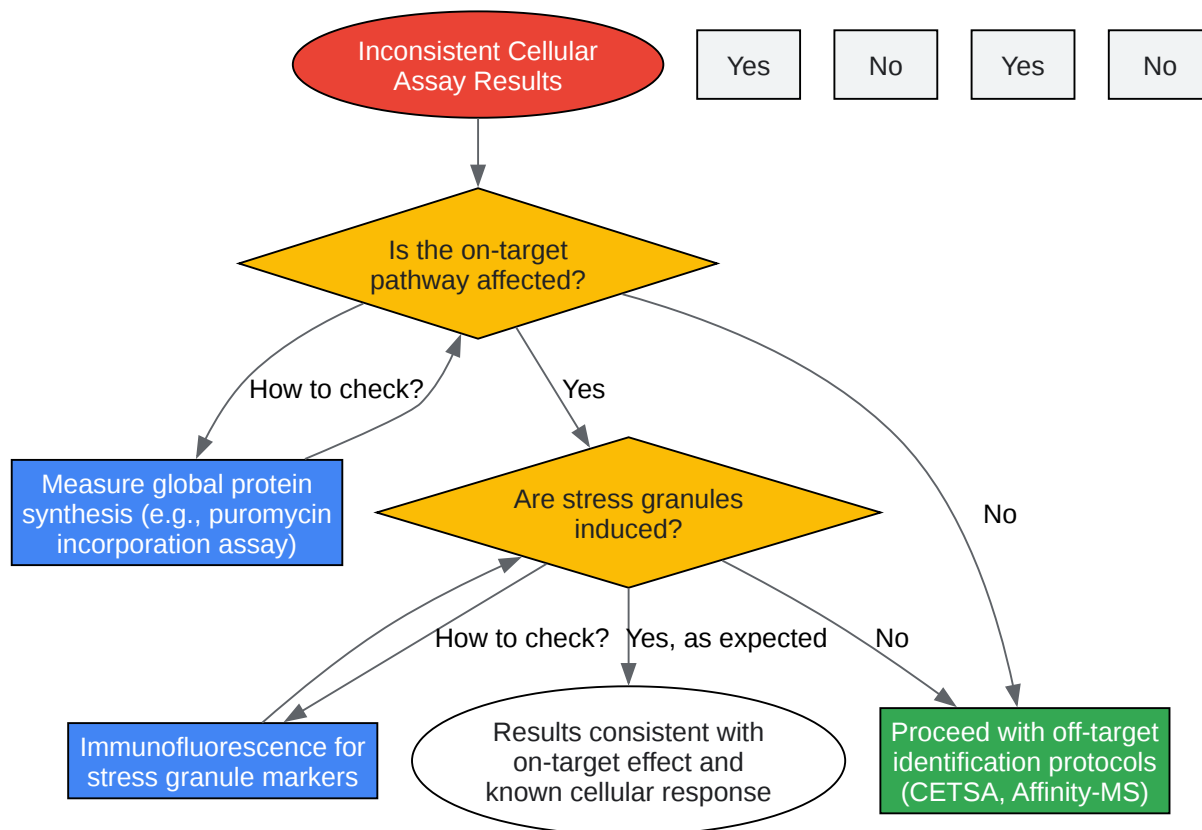 Inconsistent Cellular
Assay Results
Yes
No
Yes
No
Is the on-target
pathway affected?
How to check?
Yes
Measure global protein
synthesis (e.g., puromycin
incorporation assay)
Are stress granules
induced?
No
How to check?
Yes, as expected
No
Immunofluorescence for
stress granule markers
Results consistent with
on-target effect and
known cellular response
Proceed with off-target
identification protocols
(CETSA, Affinity-MS)